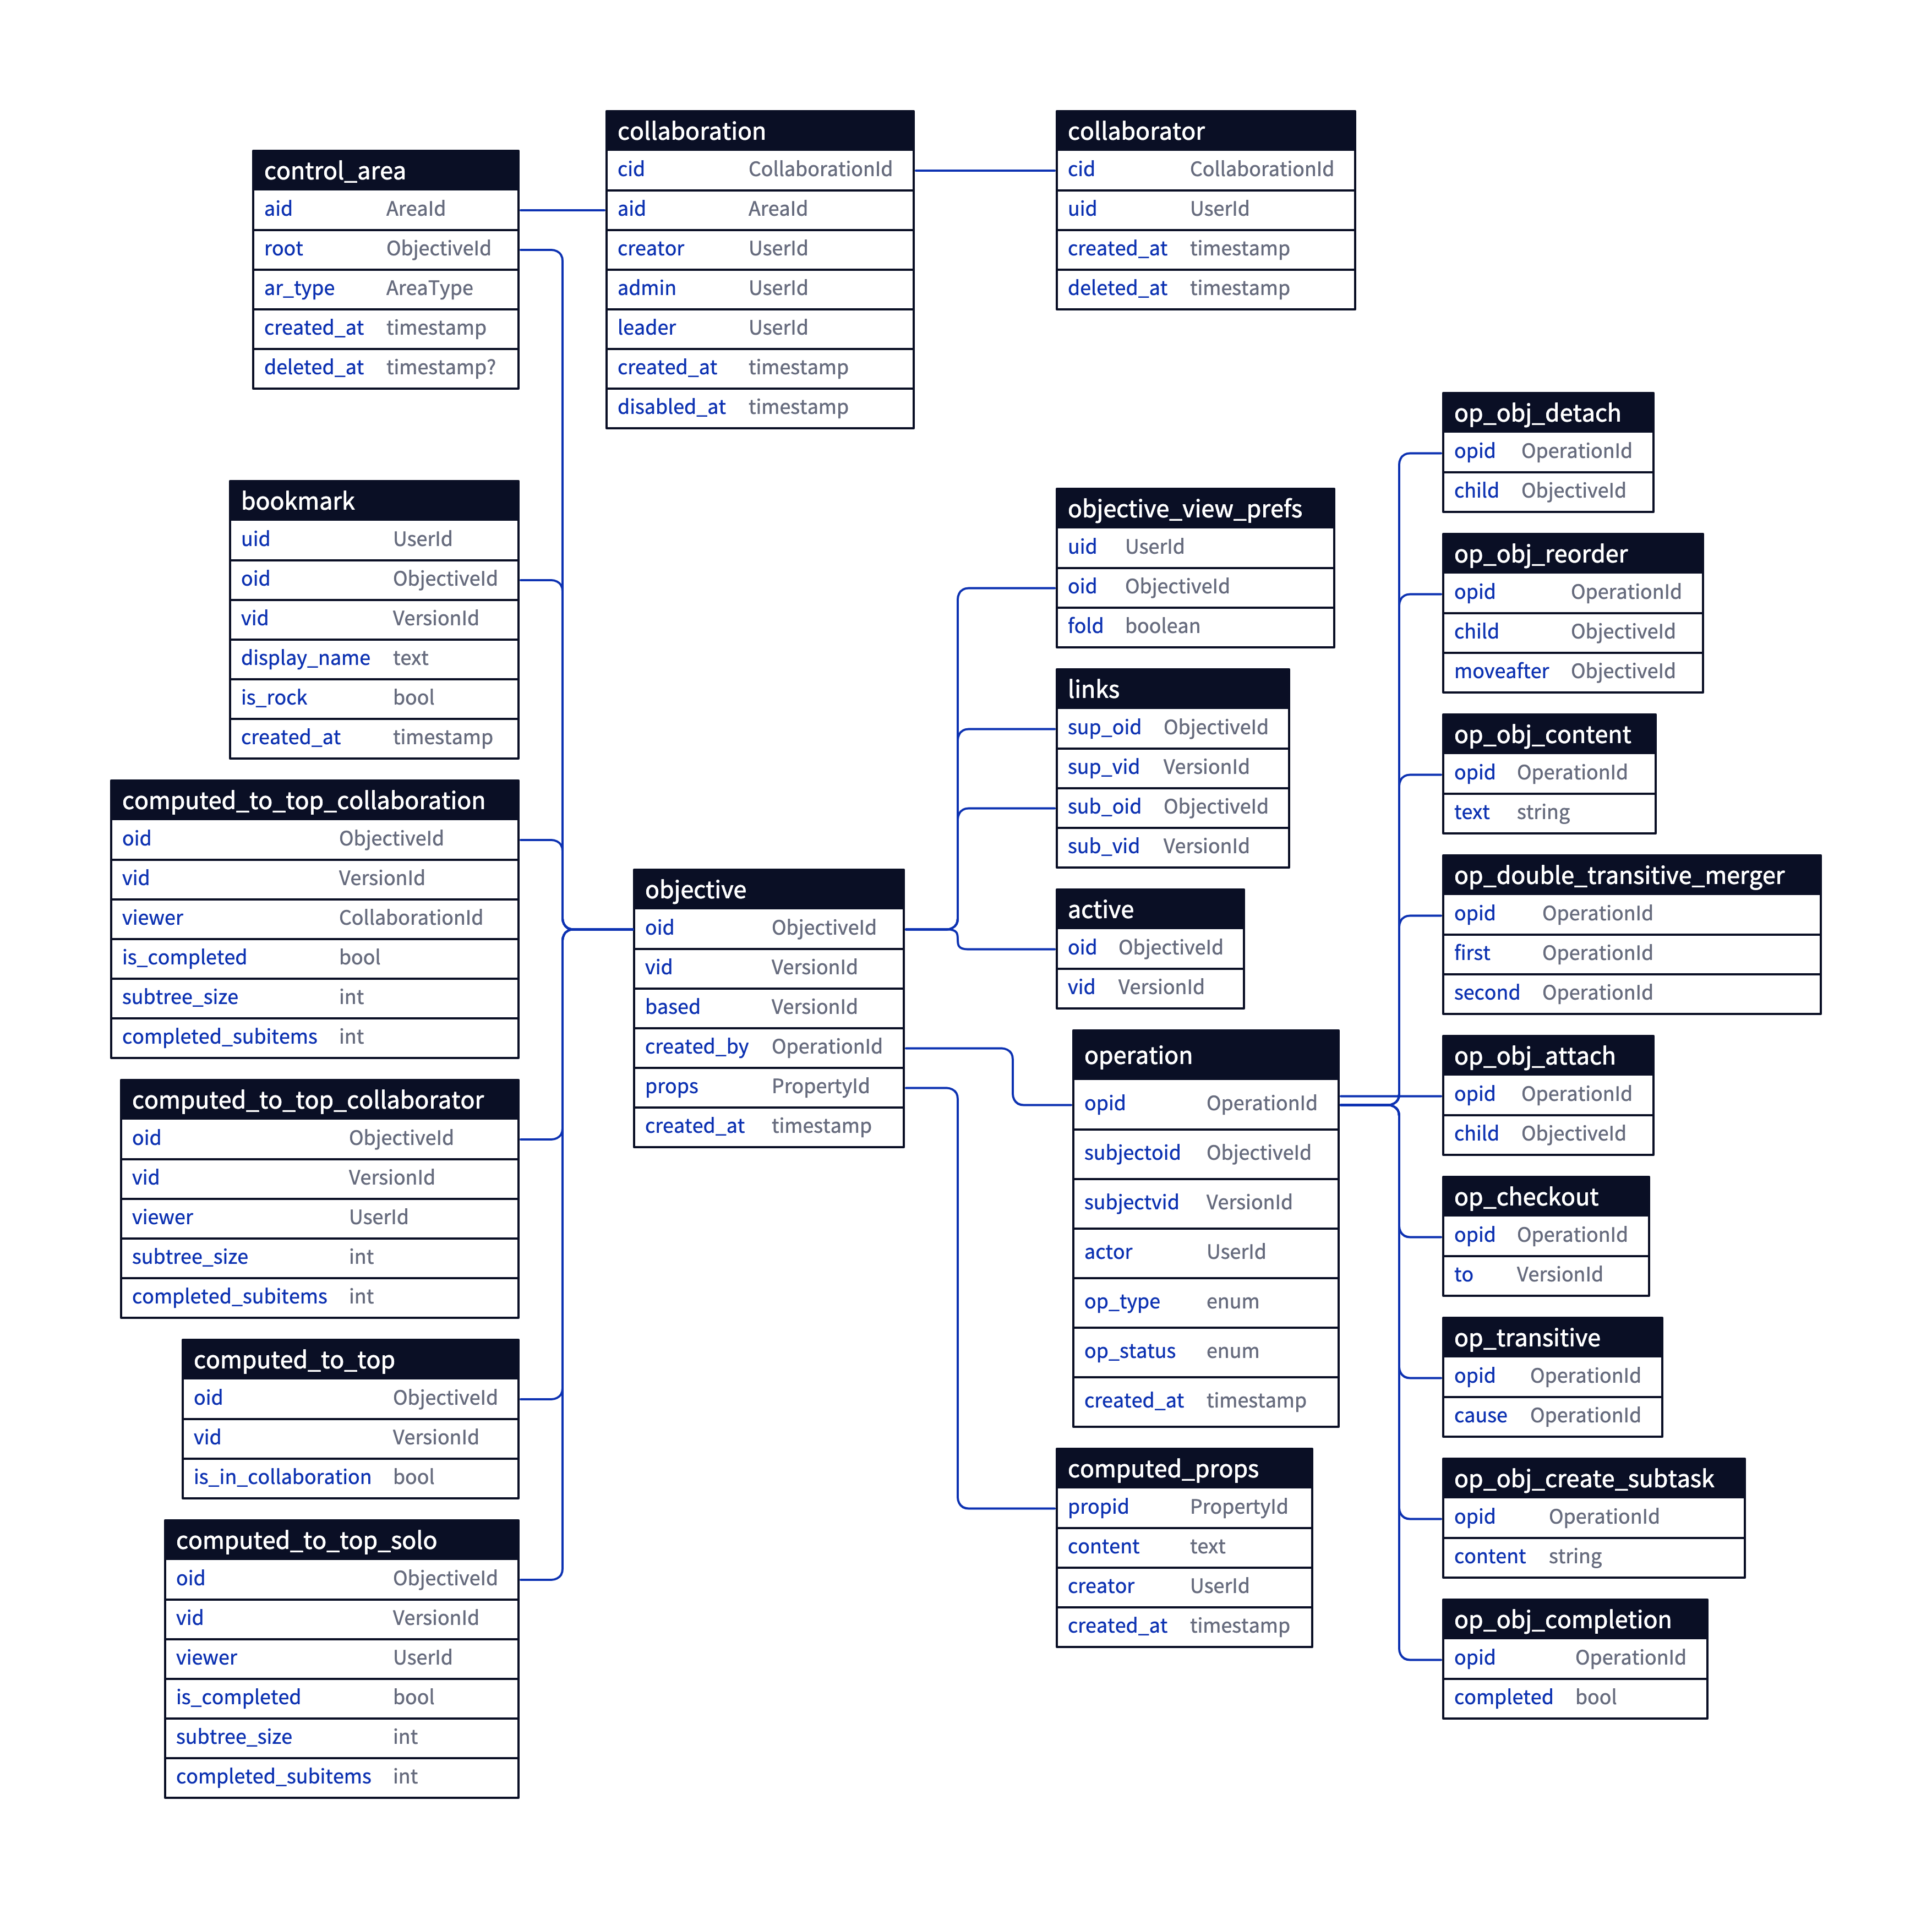 collaboration
cid CollaborationId
aid AreaId
creator UserId
admin UserId
leader UserId
created_at timestamp
disabled_at timestamp
collaborator
cid CollaborationId
uid UserId
created_at timestamp
deleted_at timestamp
control_area
aid AreaId
root ObjectiveId
ar_type AreaType
created_at timestamp
deleted_at timestamp?
bookmark
uid UserId
oid ObjectiveId
vid VersionId
display_name text
is_rock bool
created_at timestamp
computed_to_top_collaboration
oid ObjectiveId
vid VersionId
viewer CollaborationId
is_completed bool
subtree_size int
completed_subitems int
computed_to_top_collaborator
oid ObjectiveId
vid VersionId
viewer UserId
subtree_size int
completed_subitems int
computed_to_top
oid ObjectiveId
vid VersionId
is_in_collaboration bool
computed_to_top_solo
oid ObjectiveId
vid VersionId
viewer UserId
is_completed bool
subtree_size int
completed_subitems int
objective
oid ObjectiveId
vid VersionId
based VersionId
created_by OperationId
props PropertyId
created_at timestamp
objective_view_prefs
uid UserId
oid ObjectiveId
fold boolean
links
sup_oid ObjectiveId
sup_vid VersionId
sub_oid ObjectiveId
sub_vid VersionId
active
oid ObjectiveId
vid VersionId
operation
opid OperationId
subjectoid ObjectiveId
subjectvid VersionId
actor UserId
op_type enum
op_status enum
created_at timestamp
computed_props
propid PropertyId
content text
creator UserId
created_at timestamp
op_obj_detach
opid OperationId
child ObjectiveId
op_obj_reorder
opid OperationId
child ObjectiveId
moveafter ObjectiveId
op_obj_content
opid OperationId
text string
op_double_transitive_merger
opid OperationId
first OperationId
second OperationId
op_obj_attach
opid OperationId
child ObjectiveId
op_checkout
opid OperationId
to VersionId
op_transitive
opid OperationId
cause OperationId
op_obj_create_subtask
opid OperationId
content string
op_obj_completion
opid OperationId
completed bool